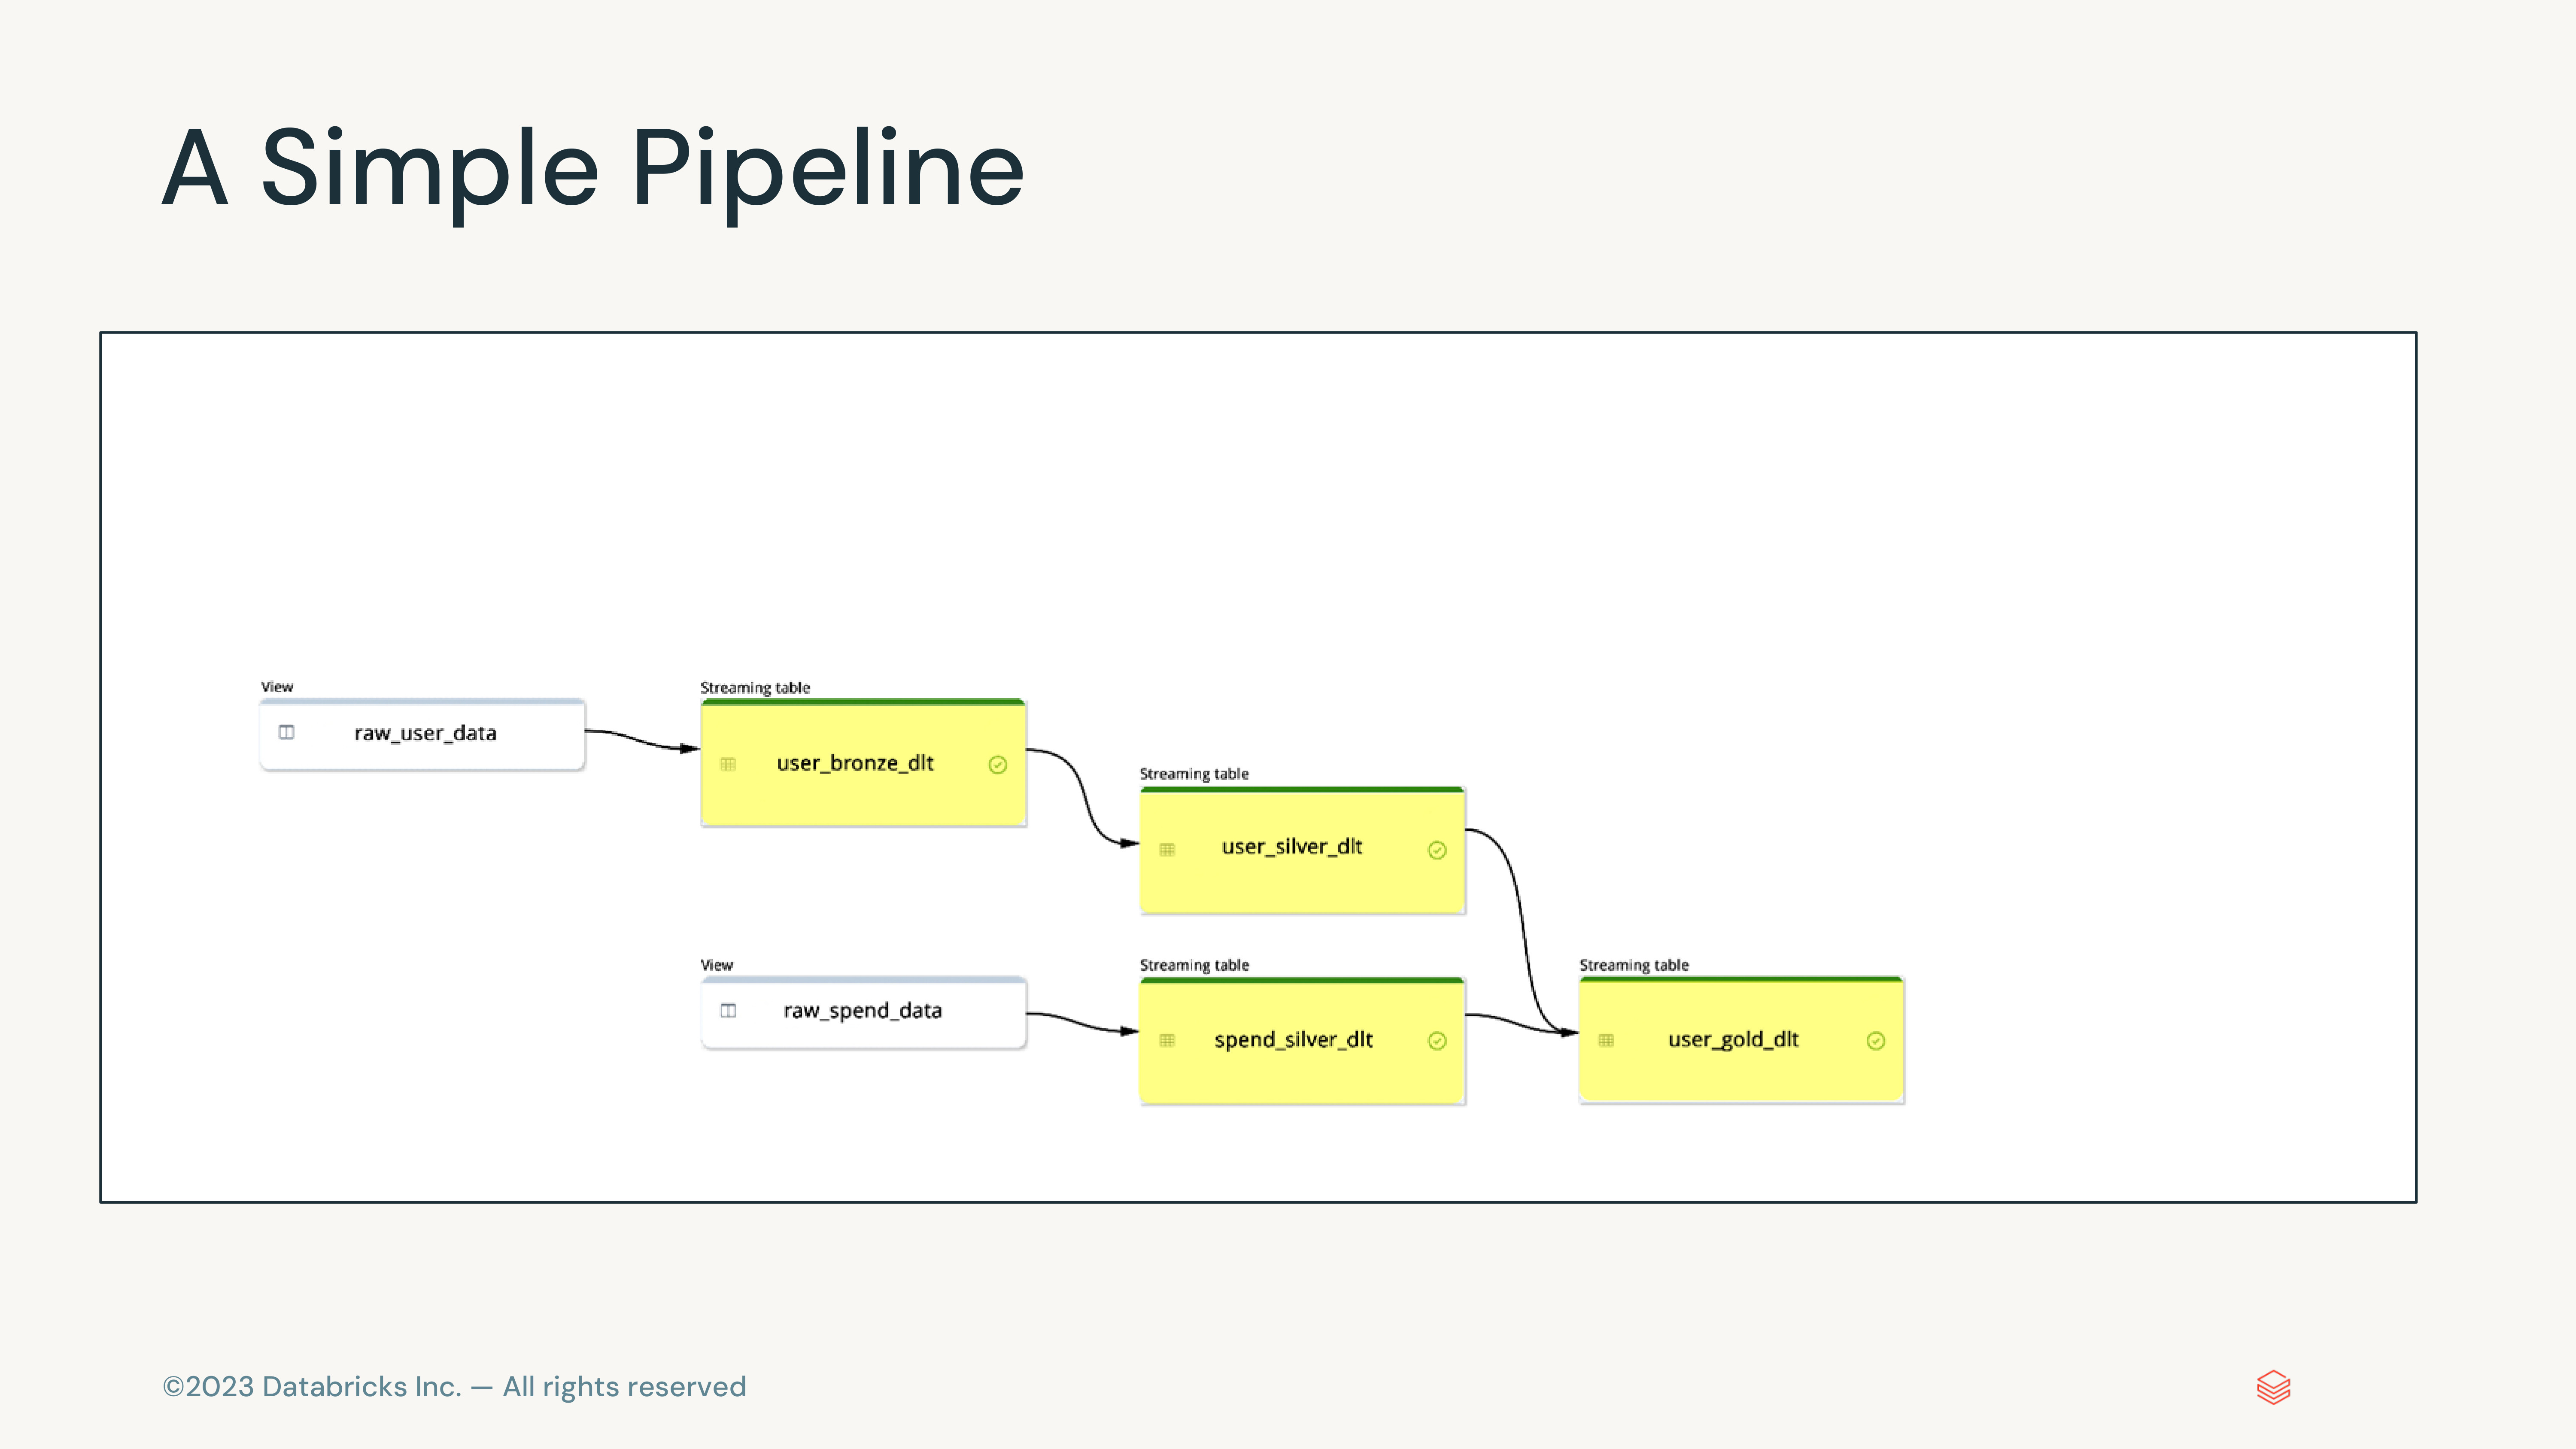 A Simple Pipeline
View
raw_user_data
Streaming table
user_bronze_dlt
Streaming table
user_silver_dlt
View
raw_spend_data
Streaming table
spend_silver_dlt
Streaming table
user_gold_dlt
©2023 Databricks Inc. — All rights reserved